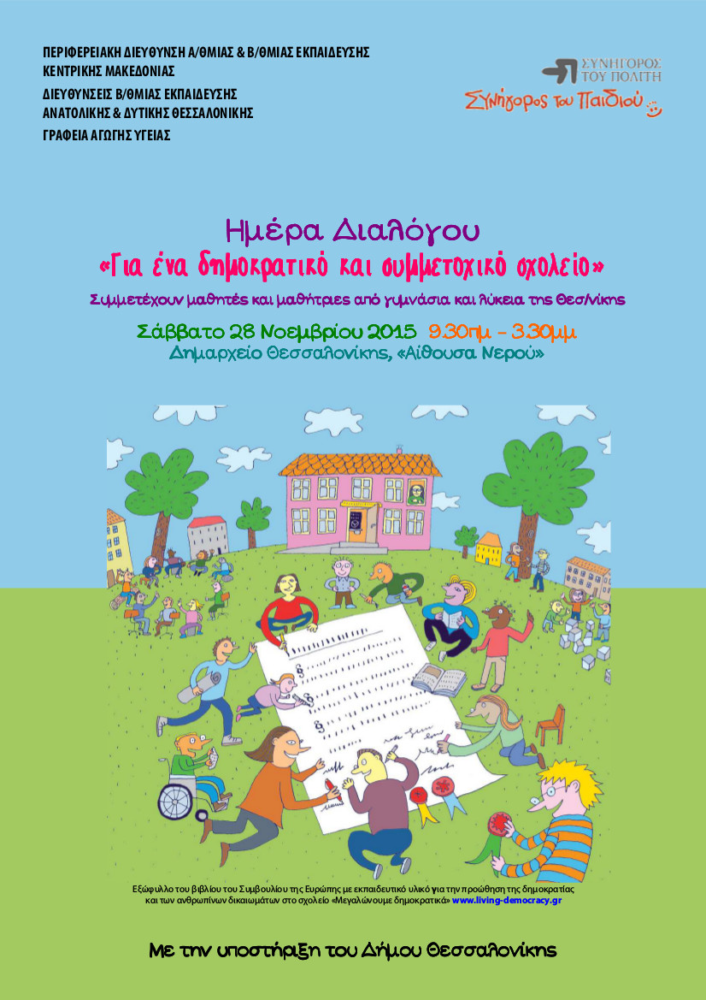 ΠΕΡΙΦΕΡΕΙΑΚΗ ΔΙΕΥΘΥΝΣΗ Α/ΘΜΙΑΣ & Β/ΘΜΙΑΣ ΕΚΠΑΙΔΕΥΣΗΣ
ΚΕΝΤΡΙΚΗΣ ΜΑΚΕΔΟΝΙΑΣ
ΔΙΕΥΘΥΝΣΕΙΣ Β/ΘΜΙΑΣ ΕΚΠΑΙΔΕΥΣΗΣ
ΑΝΑΤΟΛΙΚΗΣ & ΔΥΤΙΚΗΣ ΘΕΣΣΑΛΟΝΙΚΗΣ
ΓΡΑΦΕΙΑ ΑΓΩΓΗΣ ΥΓΕΙΑΣ
ΣΥΝΗΓΟΡΟΣ
ΤΟΥ ΠΟΛΙΤΗ
Συνήγορος του Παιδιού
Ημέρα Διαλόγου
«Για ένα δημοκρατικό και συμμετοχικό σχολείο»
Συμμετέχουν μαθητές και μαθήτριες από γυμνάσια και λύκεια της Θεσ/νίκης
Σάββατο 28 Νοεμβρίου 2015 9.30πμ – 3.30μμ
Δημαρχείο Θεσσαλονίκης, «Αίθουσα Νερού»
Εξώφυλλο του βιβλίου του Συμβουλίου της Ευρώπης με εκπαιδευτικό υλικό για την προώθηση της δημοκρατίας
και των ανθρωπίνων δικαιωμάτων στο σχολείο «Μεγαλώνουμε δημοκρατικά» www.living-democracy.gr
Με την υποστήριξη του Δήμου Θεσσαλονίκης